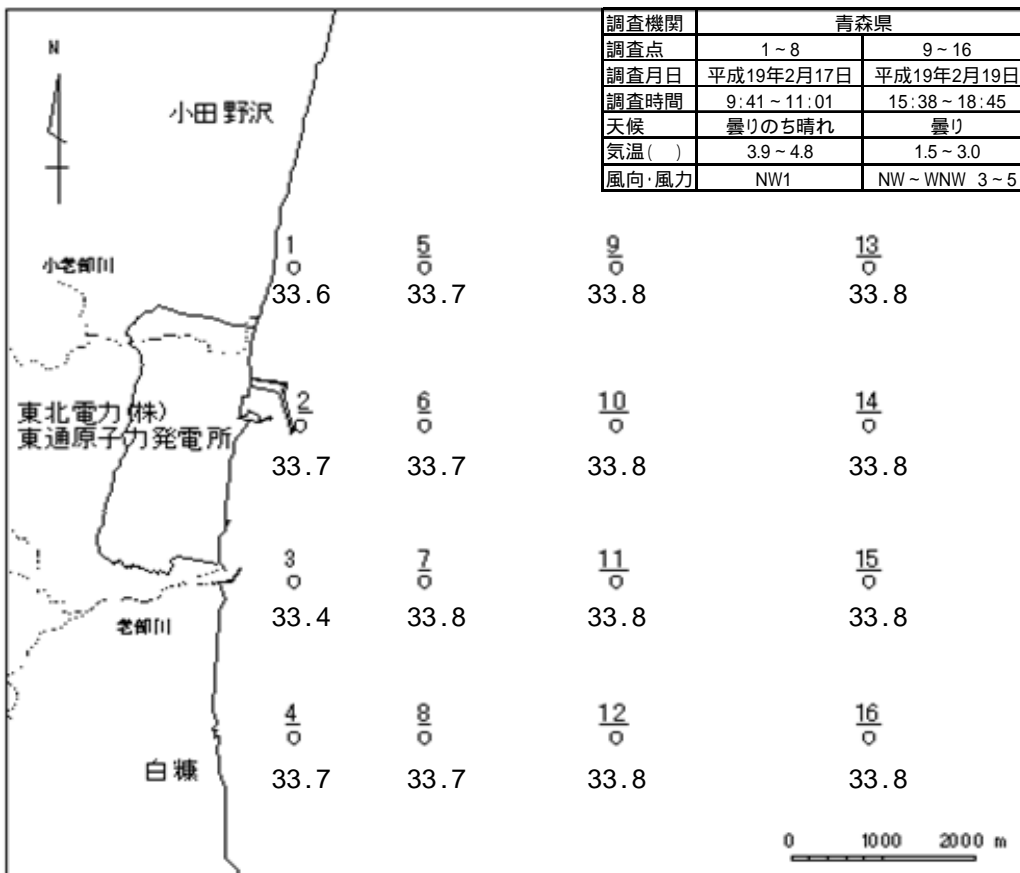 調査機関 青森県
調査点 1~8 9~16
調査月日 平成19年2月17日 平成19年2月19日
調査時間 9:41~11:01 15:38~18:45
天候 曇りのち晴れ 曇り
気温( ) 3.9~4.8 1.5~3.0
風向・風力 NW1 NW~WNW 3~5
N
小田野沢
小老部川
1 5 9 13
33.6 33.7 33.8 33.8
東北電力(株)
東通原子力発電所
2 6 10 14
33.7 33.7 33.8 33.8
3 7 11 15
33.4 33.8 33.8 33.8
老部川
4 8 12 16
33.7 33.7 33.8 33.8
白糠
0 1000 2000 m